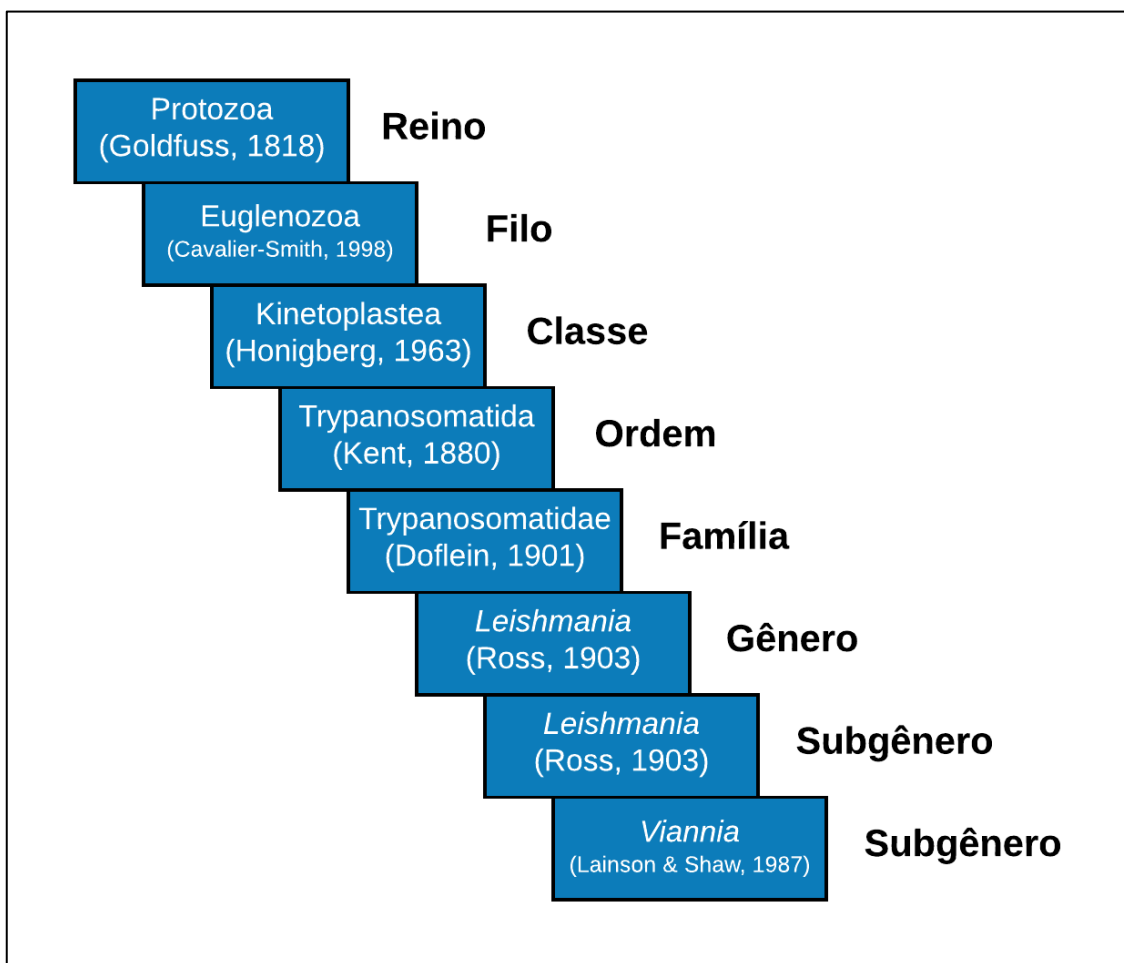 Protozoa
(Goldfuss, 1818)
Reino
Euglenozoa
(Cavalier-Smith, 1998)
Filo
Kinetoplastea
(Honigberg, 1963)
Classe
Trypanosomatida
(Kent, 1880)
Ordem
Trypanosomatidae
(Doflein, 1901)
Família
Leishmania
(Ross, 1903)
Gênero
Leishmania
(Ross, 1903)
Subgênero
Viannia
(Lainson & Shaw, 1987)
Subgênero